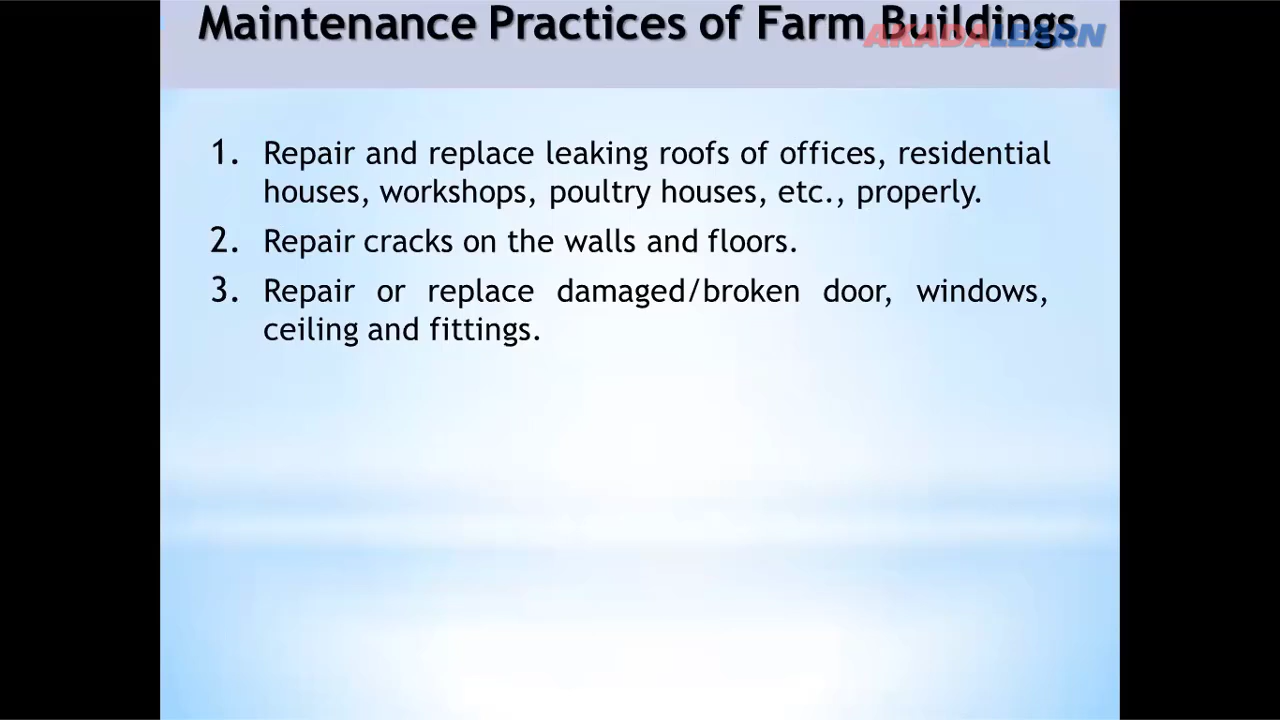 Maintenance Practices of Farm Buildings
AKADALEARN
1. Repair and replace leaking roofs of offices, residential
houses, workshops, poultry houses, etc., properly.
2. Repair cracks on the walls and floors.
3. Repair or replace damaged/broken door, windows,
ceiling and fittings.